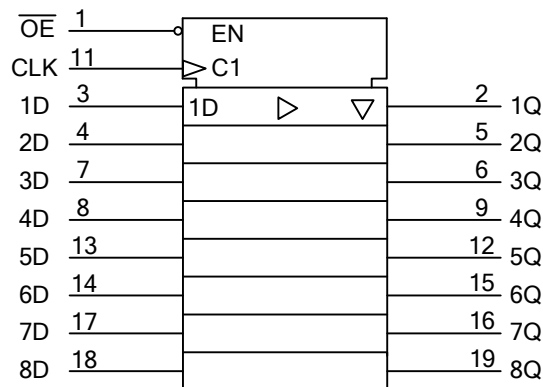 OE 1 EN
CLK 11 C1
1D 3 1D 2 1Q
2D 4 5 2Q
3D 7 6 3Q
4D 8 9 4Q
5D 13 12 5Q
6D 14 15 6Q
7D 17 16 7Q
8D 18 19 8Q